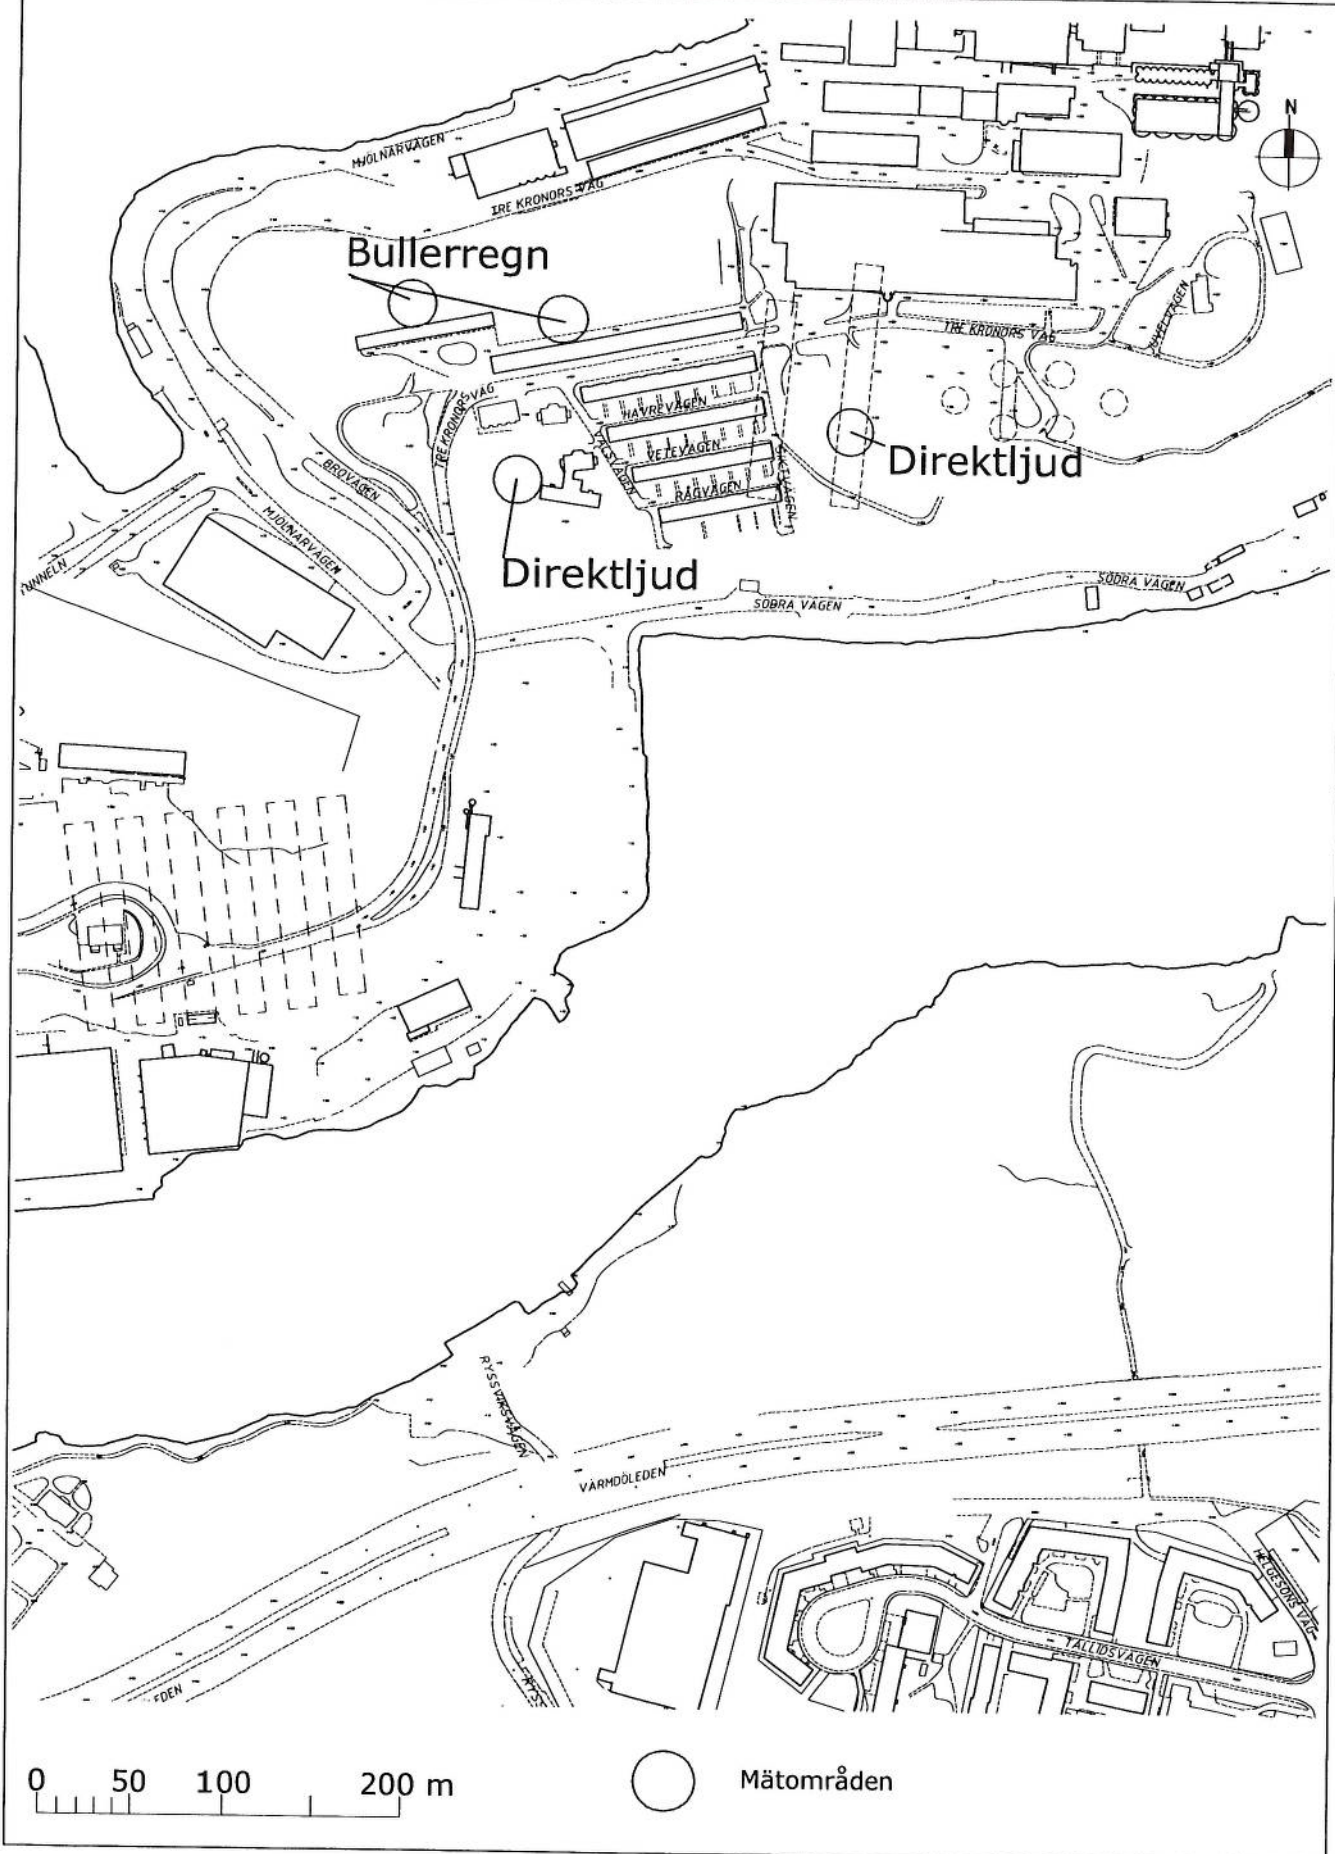 N
MJÖLNARVÄGEN
TRE KRONORS VÄG
Bullerregn
TRE KRONORS VÄG
TRE KRONORS VÄG
HAVREVÄGEN
VETEVÄGEN
RÅGVÄGEN
Direktljud
BROVÄGEN
MJÖLNARVÄGEN
TUNNELN
Direktljud
SÖDRA VÄGEN
SÖDRA VÄGEN
RYSSVIKSVÄGEN
VÄRMDÖLEDEN
HELGESONS VÄG
TALLIDSVÄGEN
EDEN
0 50 100 200 m
Mätområden